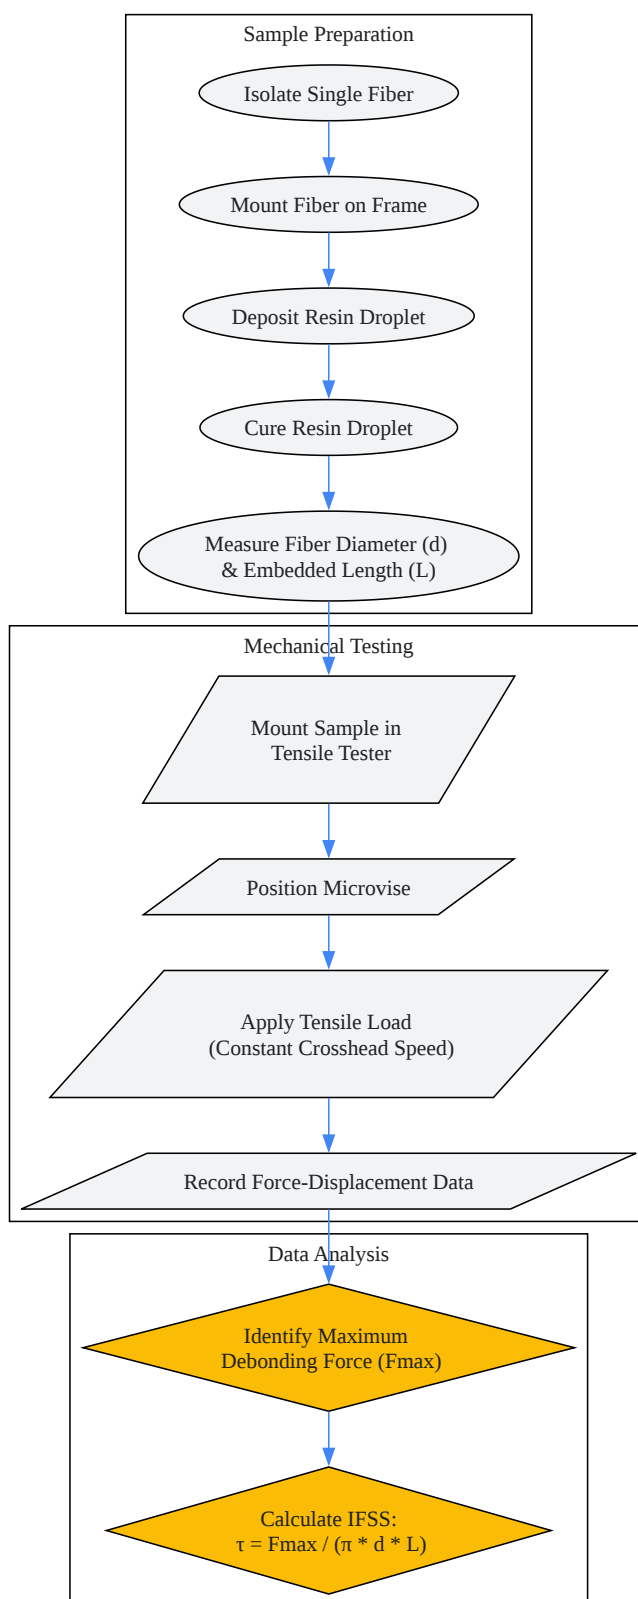 Sample Preparation
Isolate Single Fiber
Mount Fiber on Frame
Deposit Resin Droplet
Cure Resin Droplet
Measure Fiber Diameter (d)
& Embedded Length (L)
Mechanical Testing
Mount Sample in
Tensile Tester
Position Microvise
Apply Tensile Load
(Constant Crosshead Speed)
Record Force-Displacement Data
Data Analysis
Identify Maximum
Debonding Force (Fmax)
Calculate IFSS:
τ = Fmax / (π * d * L)